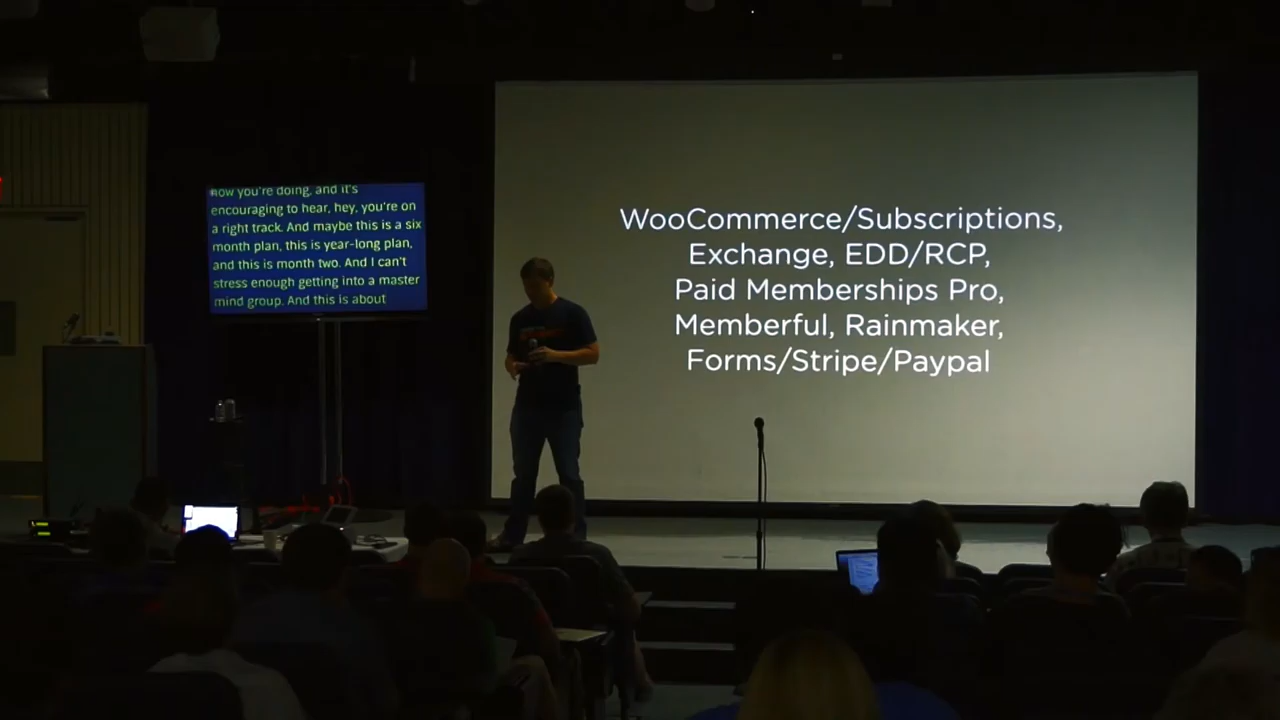 now you're doing, and it's
encouraging to hear, hey, you're on
a right track. And maybe this is a six
month plan, this is year-long plan,
and this is month two. And I can't
stress enough getting into a master
mind group. And this is about
WooCommerce/Subscriptions,
Exchange, EDD/RCP,
Paid Memberships Pro,
Memberful, Rainmaker,
Forms/Stripe/Paypal